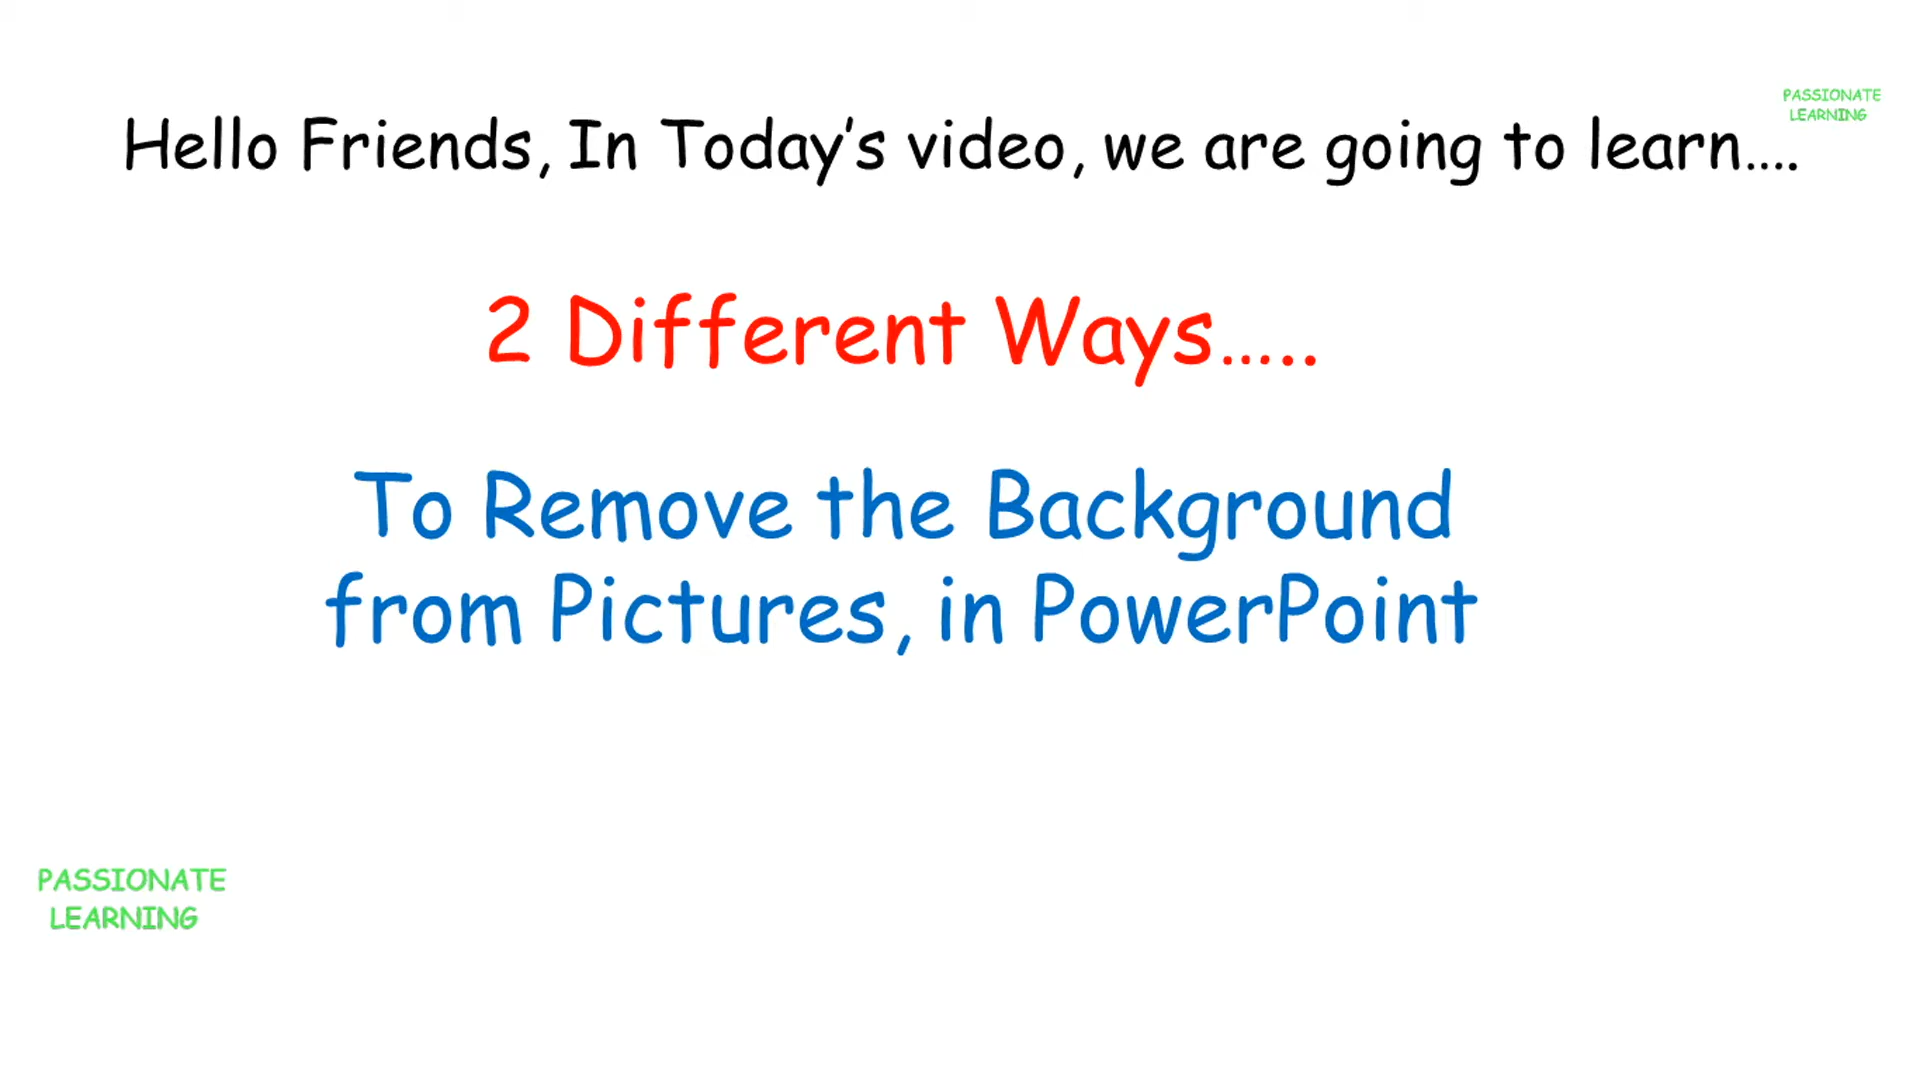 PASSIONATE
LEARNING
Hello Friends, In Today’s video, we are going to learn....
2 Different Ways.....
To Remove the Background
from Pictures, in PowerPoint
PASSIONATE
LEARNING